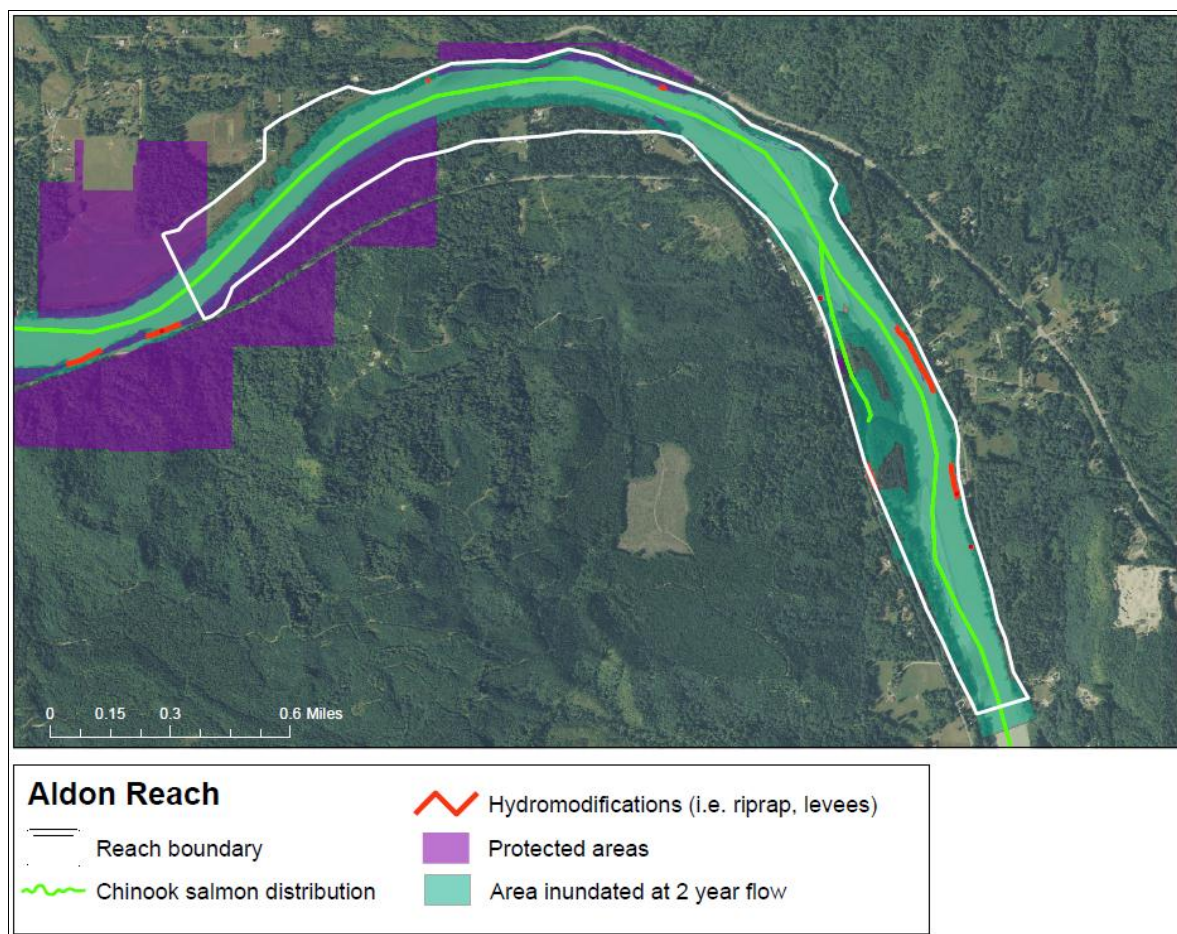 0 0.15 0.3 0.6 Miles
Aldon Reach
Reach boundary
Chinook salmon distribution
Hydromodifications (i.e. riprap, levees)
Protected areas
Area inundated at 2 year flow